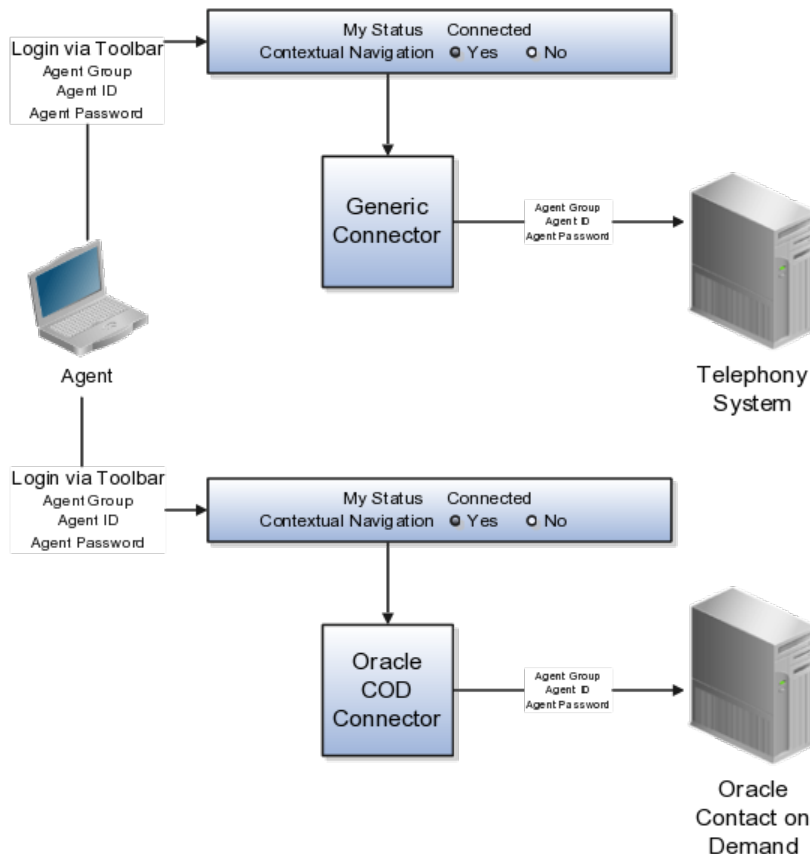 My Status Connected
Contextual Navigation Yes No
Login via Toolbar
Agent Group
Agent ID
Agent Password
Generic
Connector
Agent Group
Agent ID
Agent Password
Telephony
System
Agent
Login via Toolbar
Agent Group
Agent ID
Agent Password
My Status Connected
Contextual Navigation Yes No
Oracle
COD
Connector
Agent Group
Agent ID
Agent Password
Oracle
Contact on
Demand